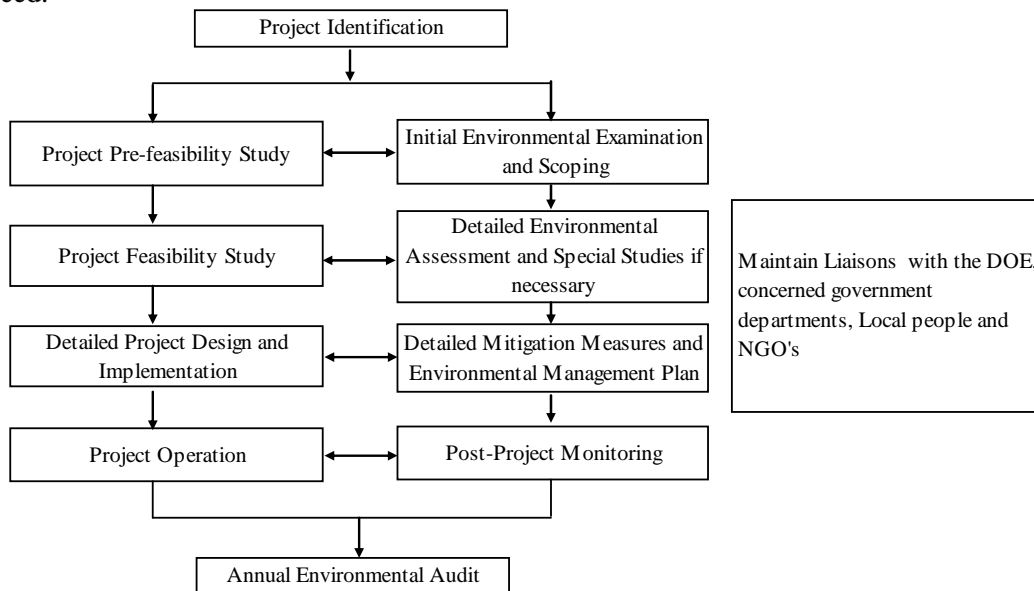 Project Identification
Project Pre-feasibility Study
Initial Environmental Examination
and Scoping
Project Feasibility Study
Detailed Environmental
Assessment and Special Studies if
necessary
Maintain Liaisons with the DOE,
concerned government
departments, Local people and
NGO's
Detailed Project Design and
Implementation
Detailed Mitigation Measures and
Environmental Management Plan
Project Operation
Post-Project Monitoring
Annual Environmental Audit